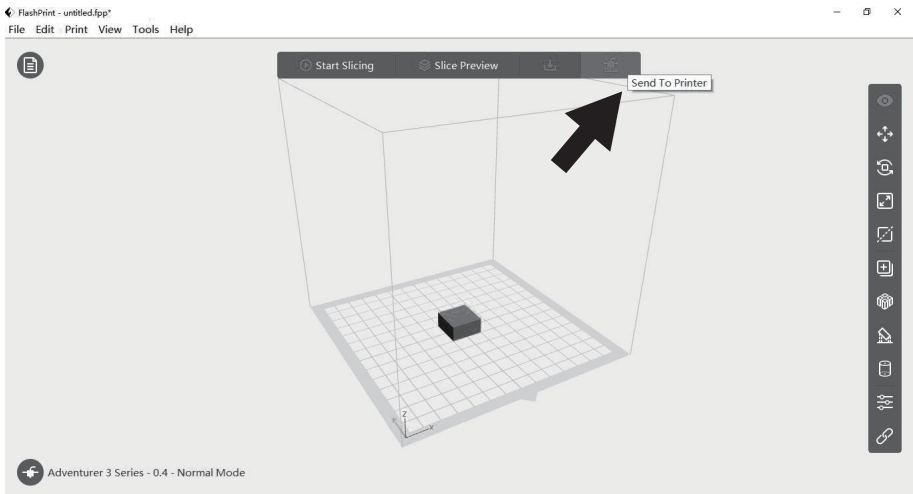 FlashPrint - untitled.fpp*
File Edit Print View Tools Help
Start Slicing Slice Preview
Send To Printer
Z
X
Adventurer 3 Series - 0.4 - Normal Mode